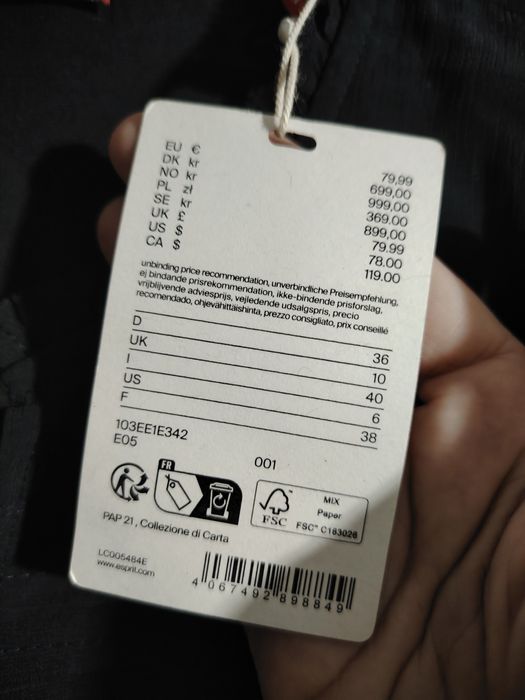 EU € 79,99
DK kr 699,00
NO kr 999,00
PL zł 369,00
SE kr 899,00
UK £ 79.99
US $ 78.00
CA $ 119.00
unbinding price recommendation, unverbindliche Preisempfehlung,
ej bindande prisrekommendation, ikke-bindende prisforslag,
vrijblijvende adviesprijs, vejledende udsalgspris, precio
recomendado, ohjevähittäishinta, prezzo consigliato, prix conseillé
D 36
UK 10
I 40
US 6
F 38
103EE1E342 001
E05
FR
MIX
Paper
FSC FSC™ C183026
PAP 21 , Collezione di Carta
LC005484E
www.esprit.com
4 067492 898849